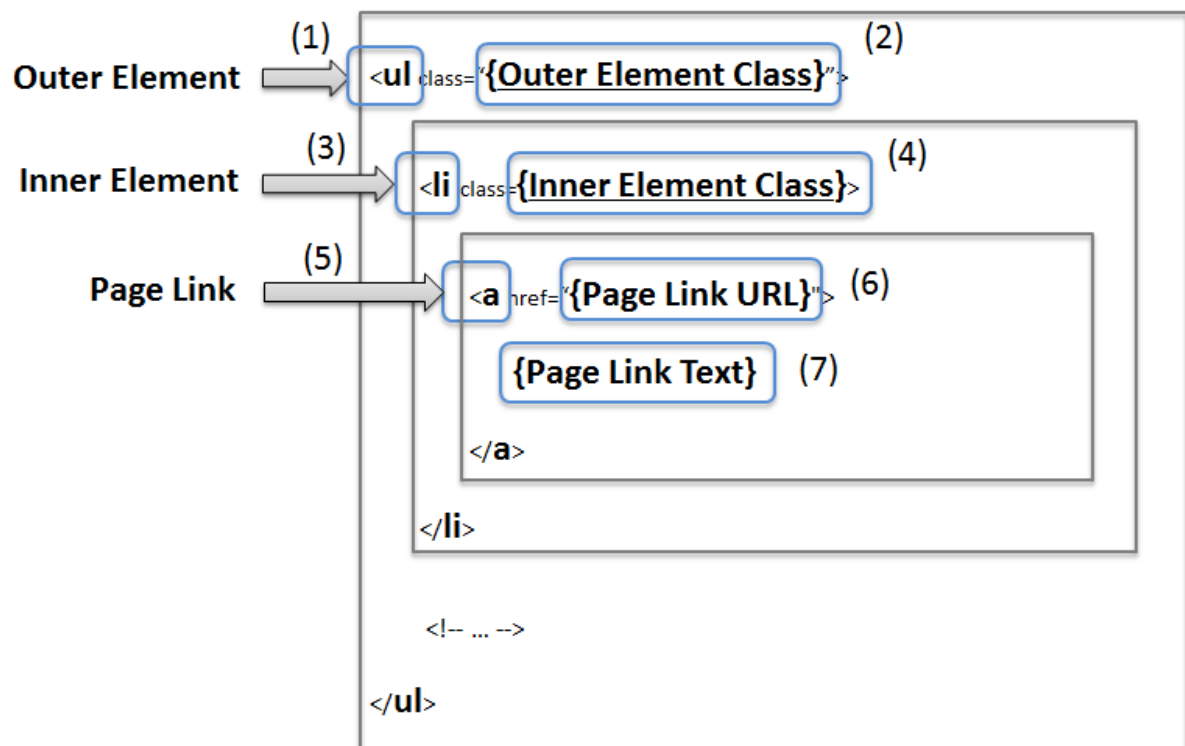 (1) (2)
Outer Element <ul class="{Outer Element Class}">
(3) (4)
Inner Element <li class={Inner Element Class}>
(5) (6)
Page Link <a href="{Page Link URL}">
{Page Link Text} (7)
</a>
</li>
<!-- ... -->
</ul>